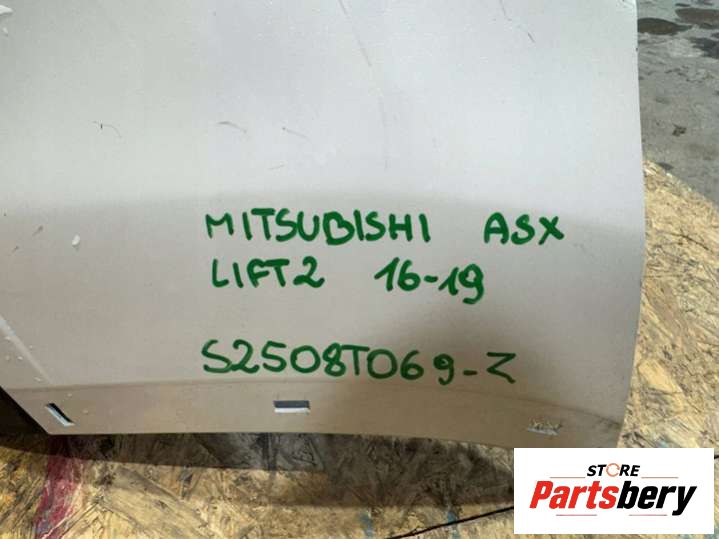 MITSUBISHI ASX
LIFT2 16-19
S2508T069-Z
STORE
Partsbery